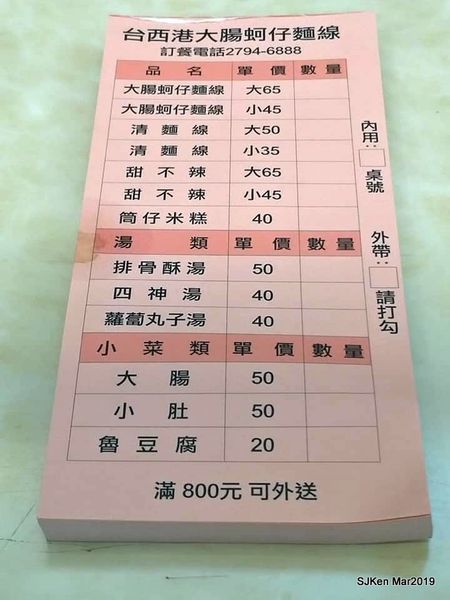 台西港大腸蚵仔麵線
訂餐電話2794-6888
品名 單價 數量
大腸蚵仔麵線 大65
大腸蚵仔麵線 小45
清麵線 大50
清麵線 小35
甜不辣 大65
甜不辣 小45
筒仔米糕 40
湯類 單價 數量
排骨酥湯 50
四神湯 40
蘿蔔丸子湯 40
小菜類 單價 數量
大腸 50
小肚 50
魯豆腐 20
滿 800元 可外送
內用: 桌號
外帶: 請打勾
SJKen Mar2019